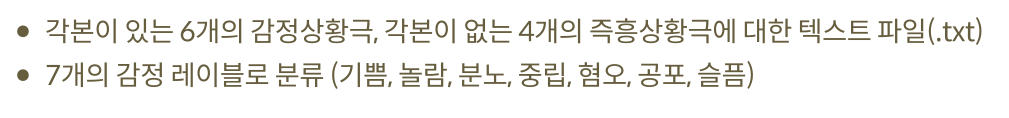 • 각본이 있는 6개의 감정상황극, 각본이 없는 4개의 즉흥상황극에 대한 텍스트 파일(.txt)
• 7개의 감정 레이블로 분류 (기쁨, 놀람, 분노, 중립, 혐오, 공포, 슬픔)